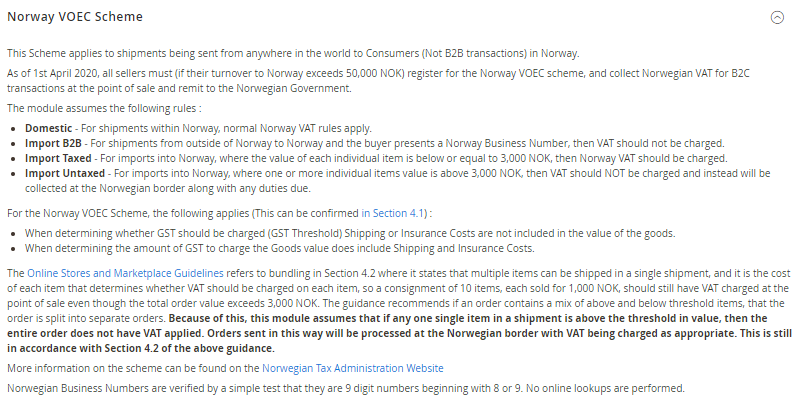 Norway VOEC Scheme
This Scheme applies to shipments being sent from anywhere in the world to Consumers (Not B2B transactions) in Norway.
As of 1st April 2020, all sellers must (if their turnover to Norway exceeds 50,000 NOK) register for the Norway VOEC scheme, and collect Norwegian VAT for B2C
transactions at the point of sale and remit to the Norwegian Government.
The module assumes the following rules :
• Domestic - For shipments within Norway, normal Norway VAT rules apply.
• Import B2B - For shipments from outside of Norway to Norway and the buyer presents a Norway Business Number, then VAT should not be charged.
• Import Taxed - For imports into Norway, where the value of each individual item is below or equal to 3,000 NOK, then Norway VAT should be charged.
• Import Untaxed - For imports into Norway, where one or more individual items value is above 3,000 NOK, then VAT should NOT be charged and instead will be
collected at the Norwegian border along with any duties due.
For the Norway VOEC Scheme, the following applies (This can be confirmed in Section 4.1) :
• When determining whether GST should be charged (GST Threshold) Shipping or Insurance Costs are not included in the value of the goods.
• When determining the amount of GST to charge the Goods value does include Shipping and Insurance Costs.
The Online Stores and Marketplace Guidelines refers to bundling in Section 4.2 where it states that multiple items can be shipped in a single shipment, and it is the cost
of each item that determines whether VAT should be charged on each item, so a consignment of 10 items, each sold for 1,000 NOK, should still have VAT charged at the
point of sale even though the total order value exceeds 3,000 NOK. The guidance recommends if an order contains a mix of above and below threshold items, that the
order is split into separate orders. Because of this, this module assumes that if any one single item in a shipment is above the threshold in value, then the
entire order does not have VAT applied. Orders sent in this way will be processed at the Norwegian border with VAT being charged as appropriate. This is still
in accordance with Section 4.2 of the above guidance.
More information on the scheme can be found on the Norwegian Tax Administration Website
Norwegian Business Numbers are verified by a simple test that they are 9 digit numbers beginning with 8 or 9. No online lookups are performed.